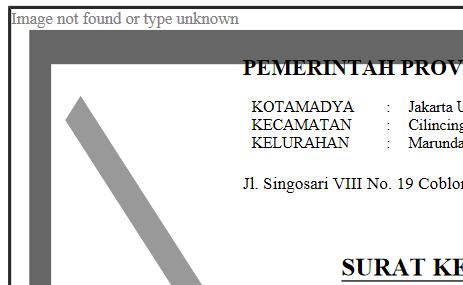 Image not found or type unknown
PEMERINTAH PROV
KOTAMADYA : Jakarta U
KECAMATAN : Cilincing
KELURAHAN : Marunda
Jl. Singosari VIII No. 19 Coblo
SURAT KE